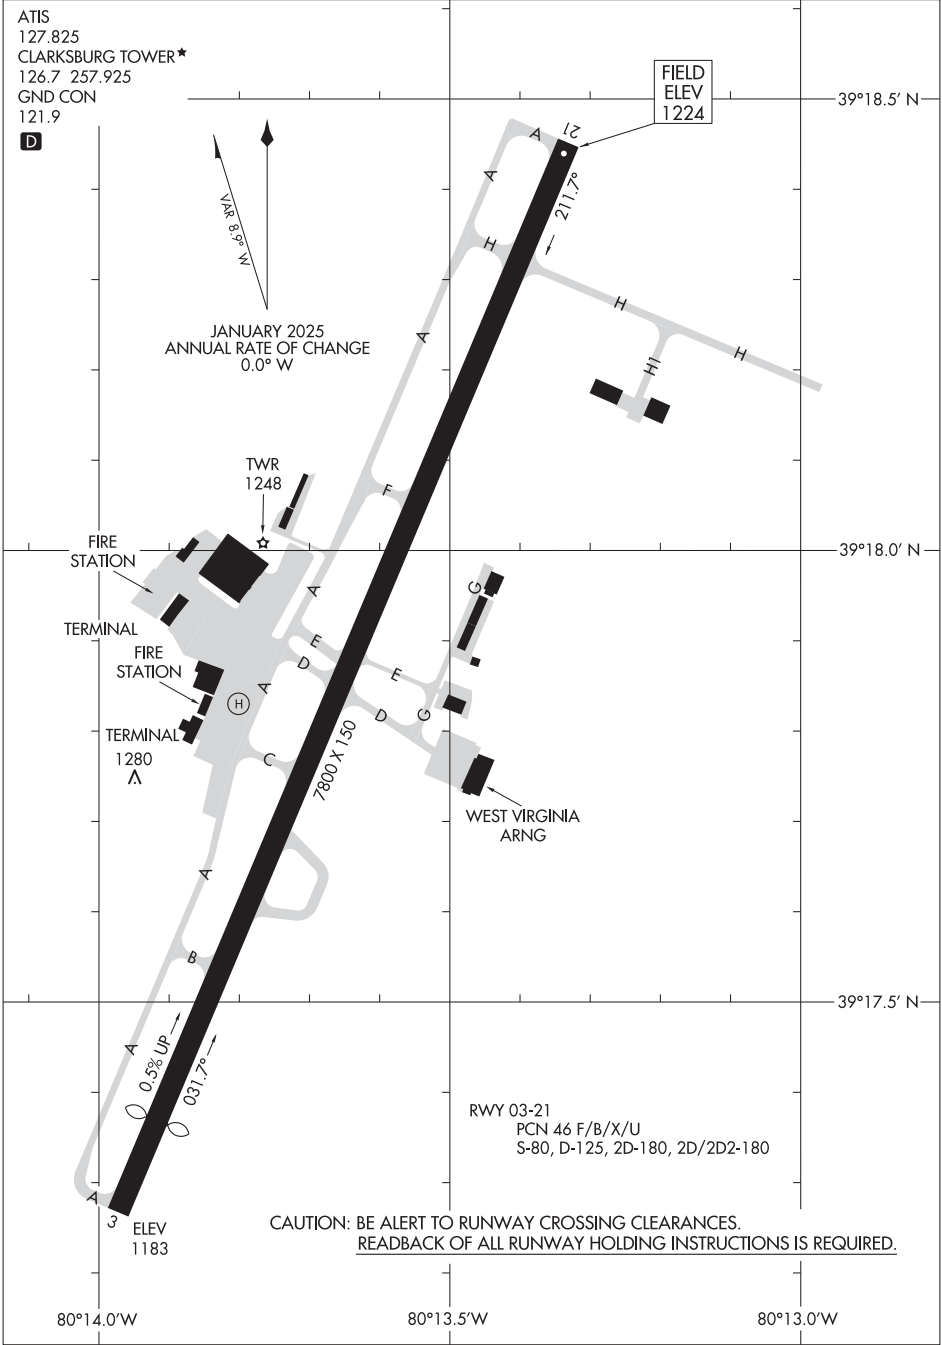 ATIS
127.825
CLARKSBURG TOWER★
126.7 257.925
GND CON
121.9
D
FIELD
ELEV
1224
39°18.5' N
21
A
A
211.7°
VAR 8.9° W
H
H
H
H1
A
JANUARY 2025
ANNUAL RATE OF CHANGE
0.0° W
TWR
1248
F
FIRE
STATION
39°18.0' N
A
G
TERMINAL
E
D
FIRE
STATION
E
A
H
D
G
TERMINAL
C
7800 X 150
1280
WEST VIRGINIA
ARNG
A
B
39°17.5' N
A
0.5% UP
031.7°
RWY 03-21
PCN 46 F/B/X/U
S-80, D-125, 2D-180, 2D/2D2-180
A
3
ELEV
1183
CAUTION: BE ALERT TO RUNWAY CROSSING CLEARANCES.
READBACK OF ALL RUNWAY HOLDING INSTRUCTIONS IS REQUIRED.
80°14.0'W
80°13.5'W
80°13.0'W